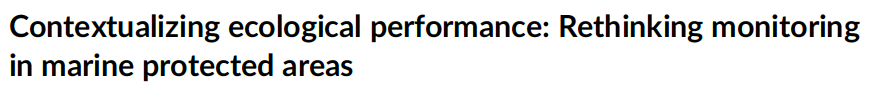 Contextualizing ecological performance: Rethinking monitoring
in marine protected areas